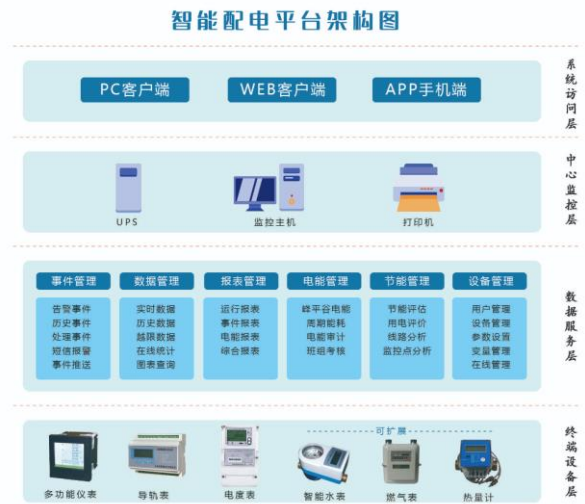 智能配电平台架构图
PC客户端 WEB客户端 APP手机端
系统访问层
UPS 监控主机 打印机
中心监控层
事件管理 数据管理 报表管理 电能管理 节能管理 设备管理
告警事件 实时数据 运行报表 峰平谷电能 节能评估 用户管理
历史事件 历史数据 事件报表 周期能耗 用电评价 设备管理
处理事件 越限数据 电能报表 电能审计 线路分析 参数设置
短信报警 在线统计 综合报表 班组考核 监控点分析 变量管理
事件推送 图表查询 在线管理
数据服务层
可扩展
多功能仪表 导轨表 电度表 智能水表 燃气表 热量计
终端设备层